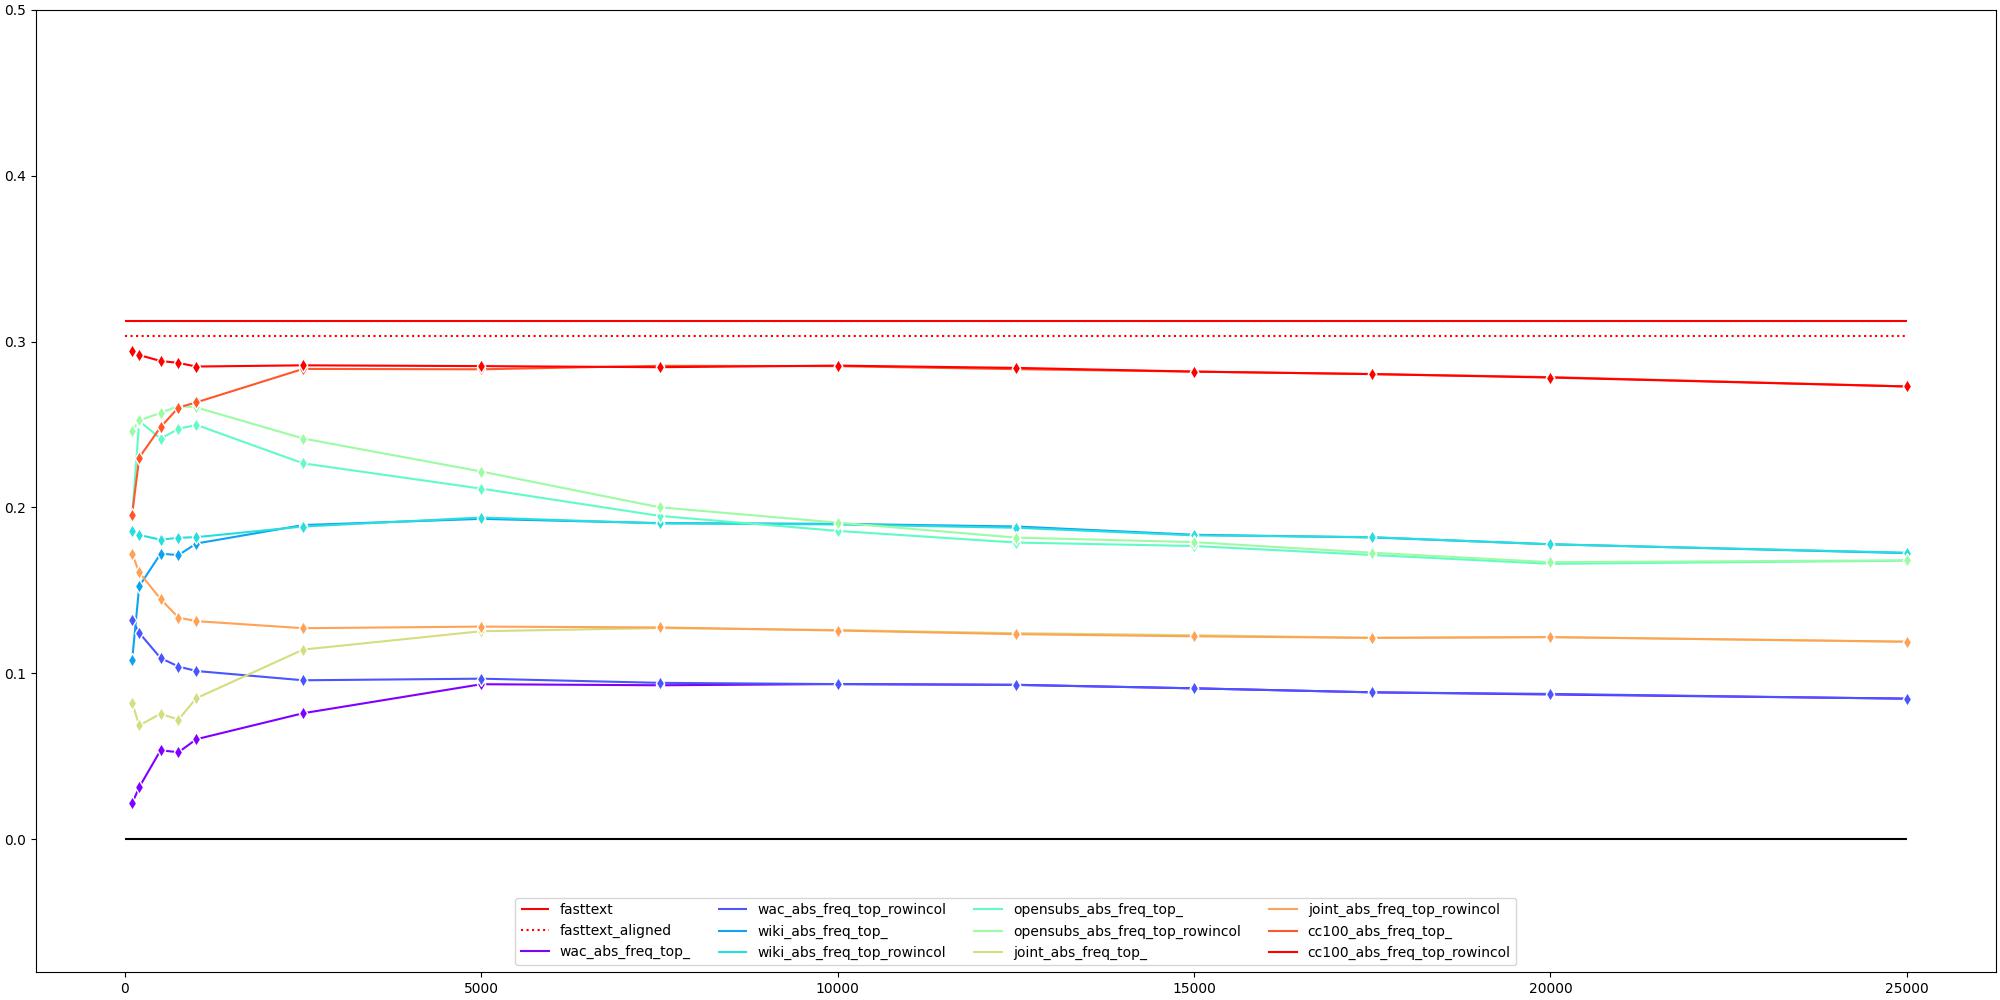 0.5
0.4
0.3
0.2
0.1
0.0
0 5000 10000 15000 20000 25000
fasttext
fasttext_aligned
wac_abs_freq_top_
wac_abs_freq_top_rowincol
wiki_abs_freq_top_
wiki_abs_freq_top_rowincol
opensubs_abs_freq_top_
opensubs_abs_freq_top_rowincol
joint_abs_freq_top_
joint_abs_freq_top_rowincol
cc100_abs_freq_top_
cc100_abs_freq_top_rowincol